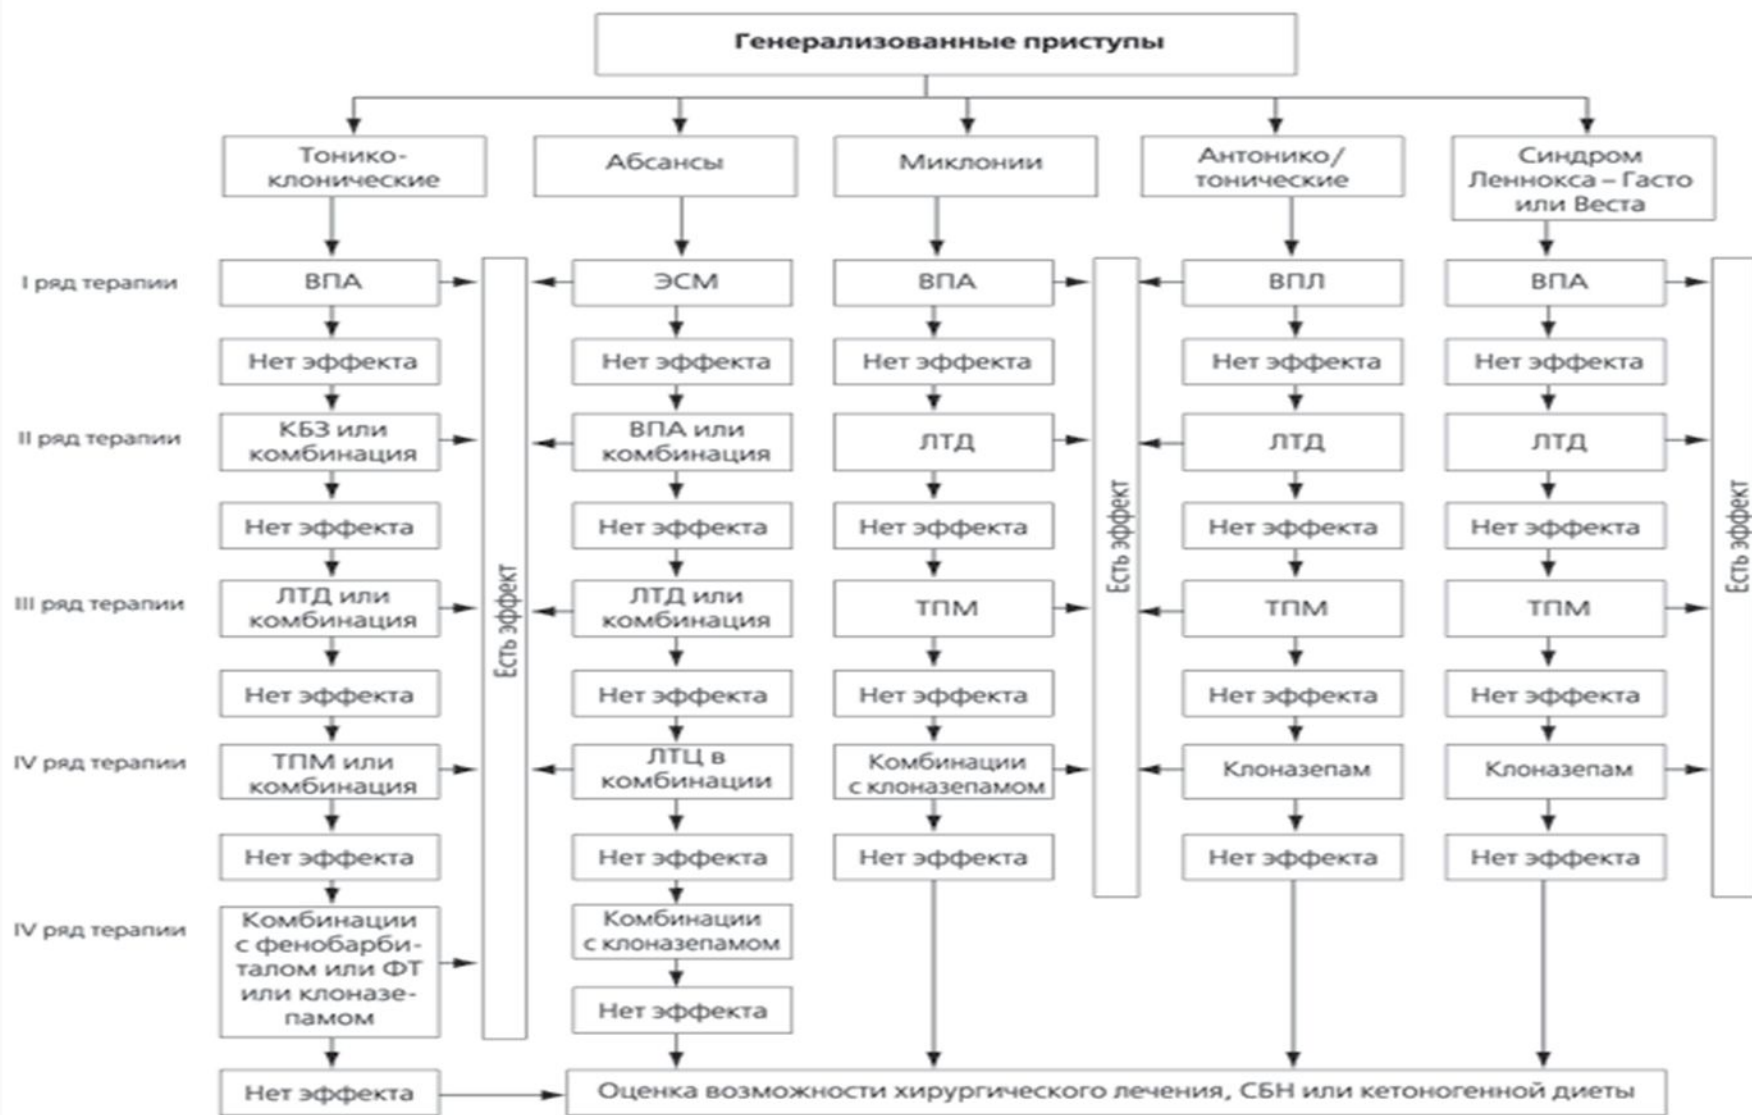 Генерализованные приступы
Тонико-
клонические
Абсансы
Миклонии
Антонико/
тонические
Синдром
Леннокса – Гасто
или Веста
I ряд терапии
ВПА
ЭСМ
ВПА
ВПЛ
ВПА
Нет эффекта
Нет эффекта
Нет эффекта
Нет эффекта
Нет эффекта
II ряд терапии
КБЗ или
комбинация
ВПА или
комбинация
ЛТД
ЛТД
ЛТД
Нет эффекта
Нет эффекта
Нет эффекта
Нет эффекта
Нет эффекта
III ряд терапии
ЛТД или
комбинация
ЛТД или
комбинация
ТПМ
ТПМ
ТПМ
Нет эффекта
Нет эффекта
Нет эффекта
Нет эффекта
Нет эффекта
IV ряд терапии
ТПМ или
комбинация
ЛТЦ в
комбинации
Комбинации
с клоназепамом
Клоназепам
Клоназепам
Нет эффекта
Нет эффекта
Нет эффекта
Нет эффекта
Нет эффекта
IV ряд терапии
Комбинации
с фенобарби-
талом или ФТ
или клоназе-
памом
Комбинации
с клоназепамом
Нет эффекта
Нет эффекта
Есть эффект
Есть эффект
Есть эффект
Оценка возможности хирургического лечения, СБН или кетоногенной диеты